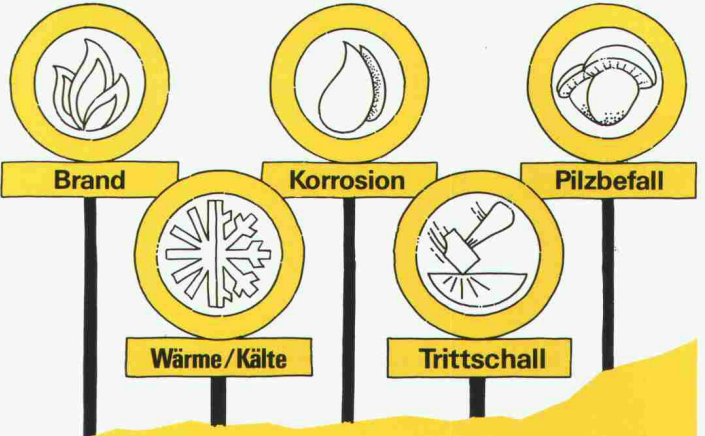 Brand
Korrosion
Pilzbefall
Wärme/Kälte
Trittschall